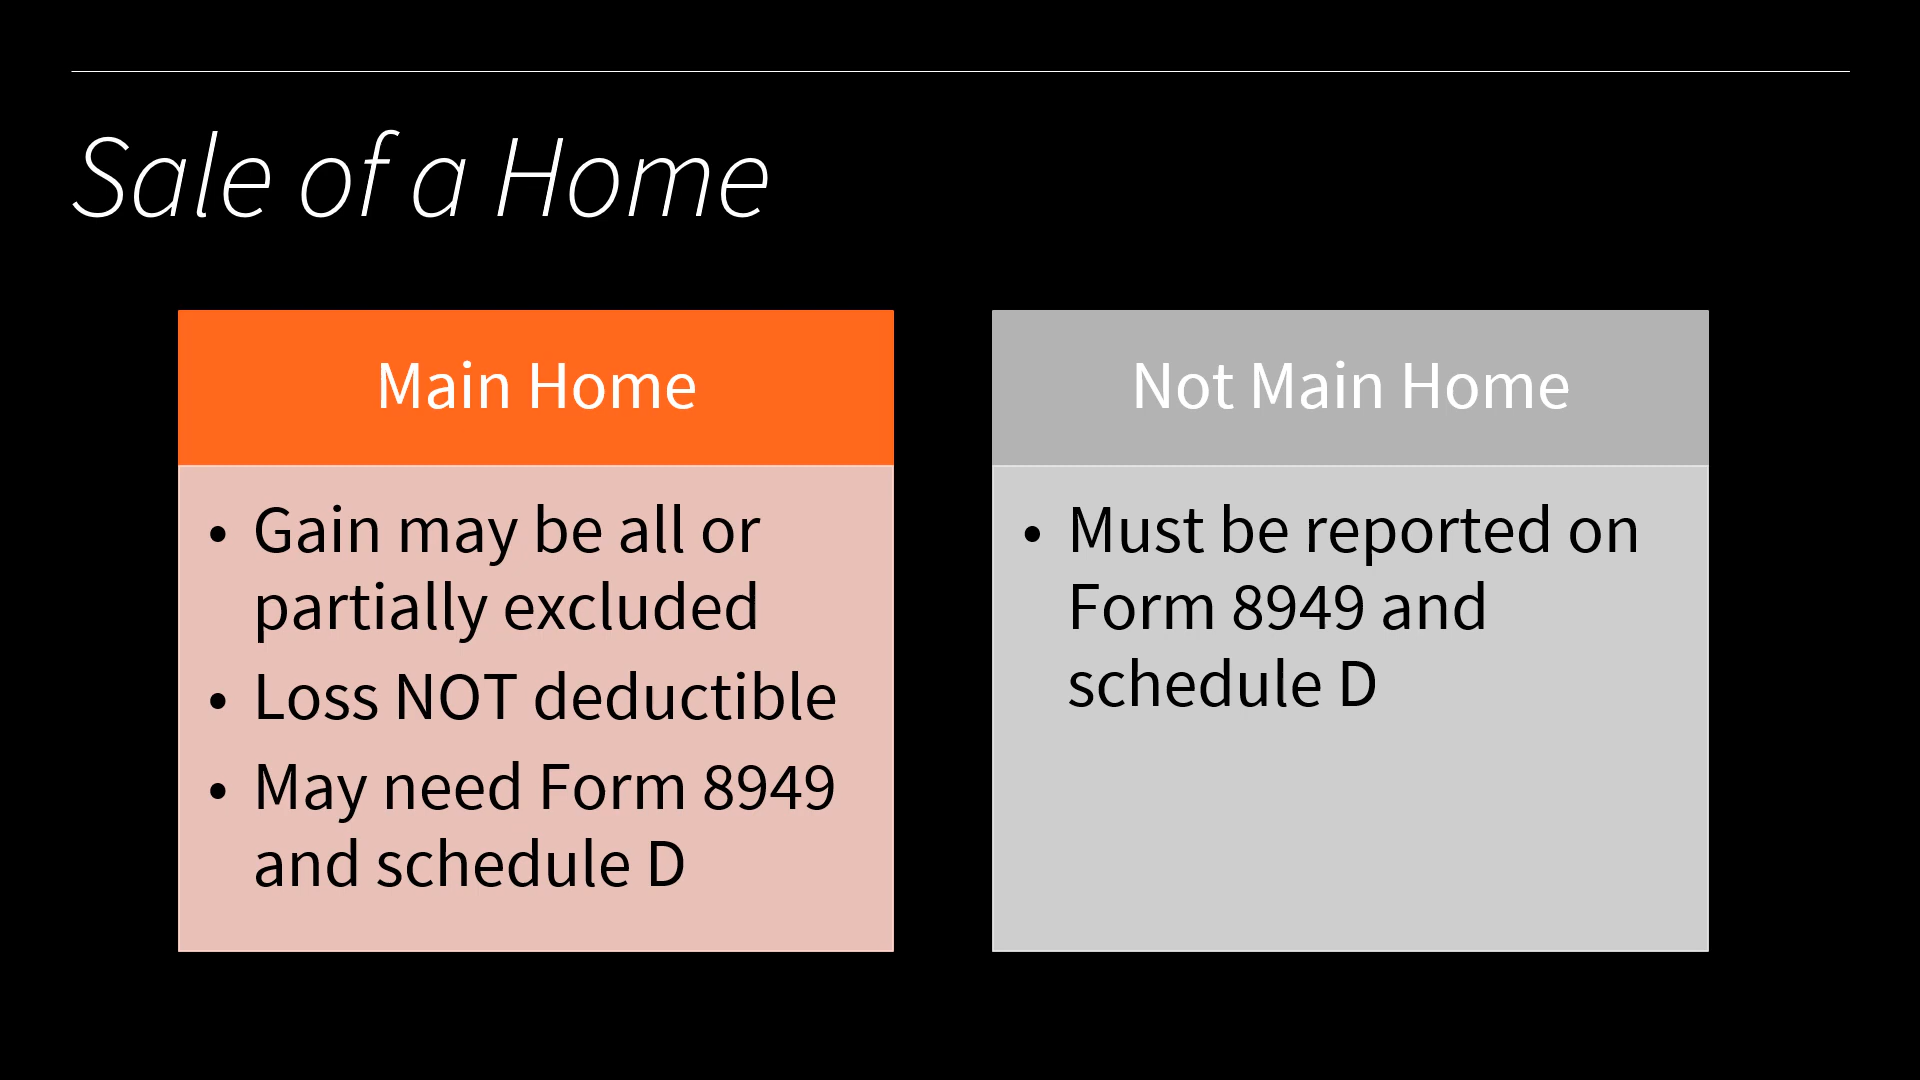 Sale of a Home
Main Home
• Gain may be all or
partially excluded
• Loss NOT deductible
• May need Form 8949
and schedule D
Not Main Home
• Must be reported on
Form 8949 and
schedule D